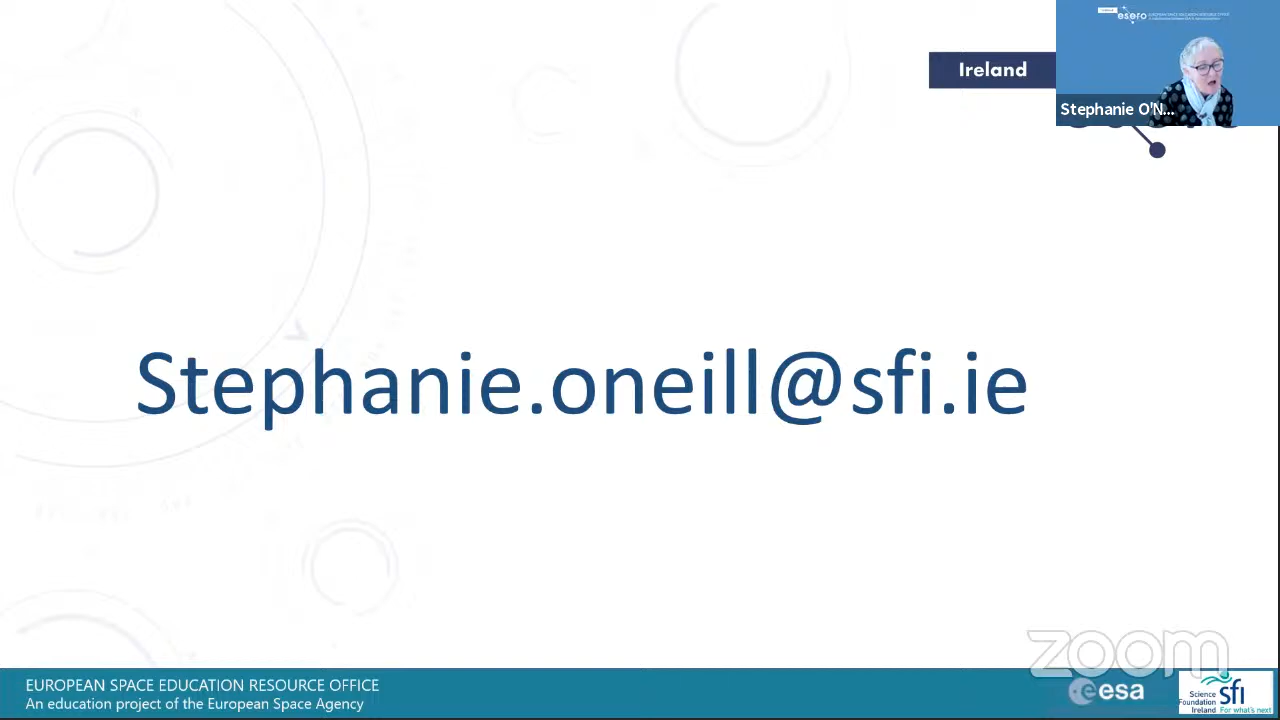 Ireland
esero
Stephanie O'N...
Stephanie.oneill@sfi.ie
zoom
EUROPEAN SPACE EDUCATION RESOURCE OFFICE
An education project of the European Space Agency
esa
Science
Foundation
Ireland
sfi
For what's next